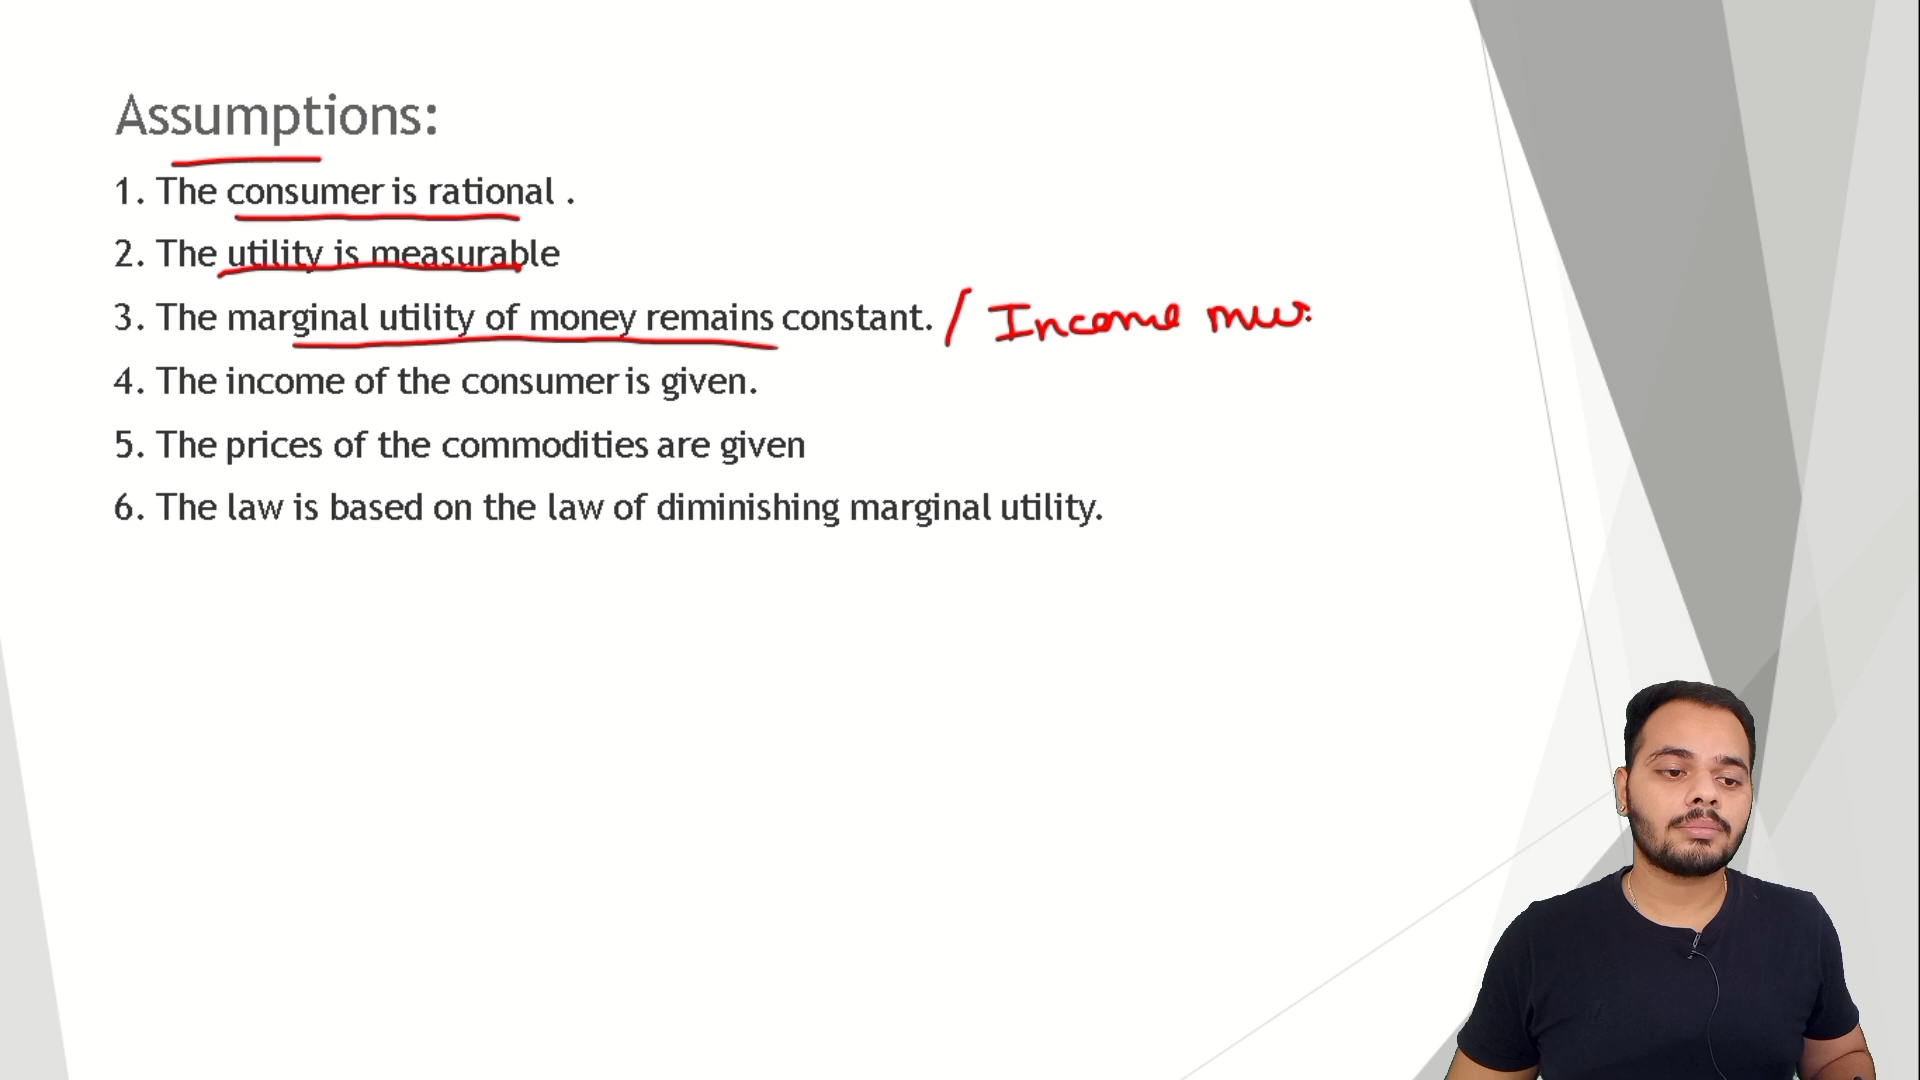 Assumptions:
1. The consumer is rational .
2. The utility is measurable
3. The marginal utility of money remains constant. / Income
4. The income of the consumer is given.
5. The prices of the commodities are given
6. The law is based on the law of diminishing marginal utility.